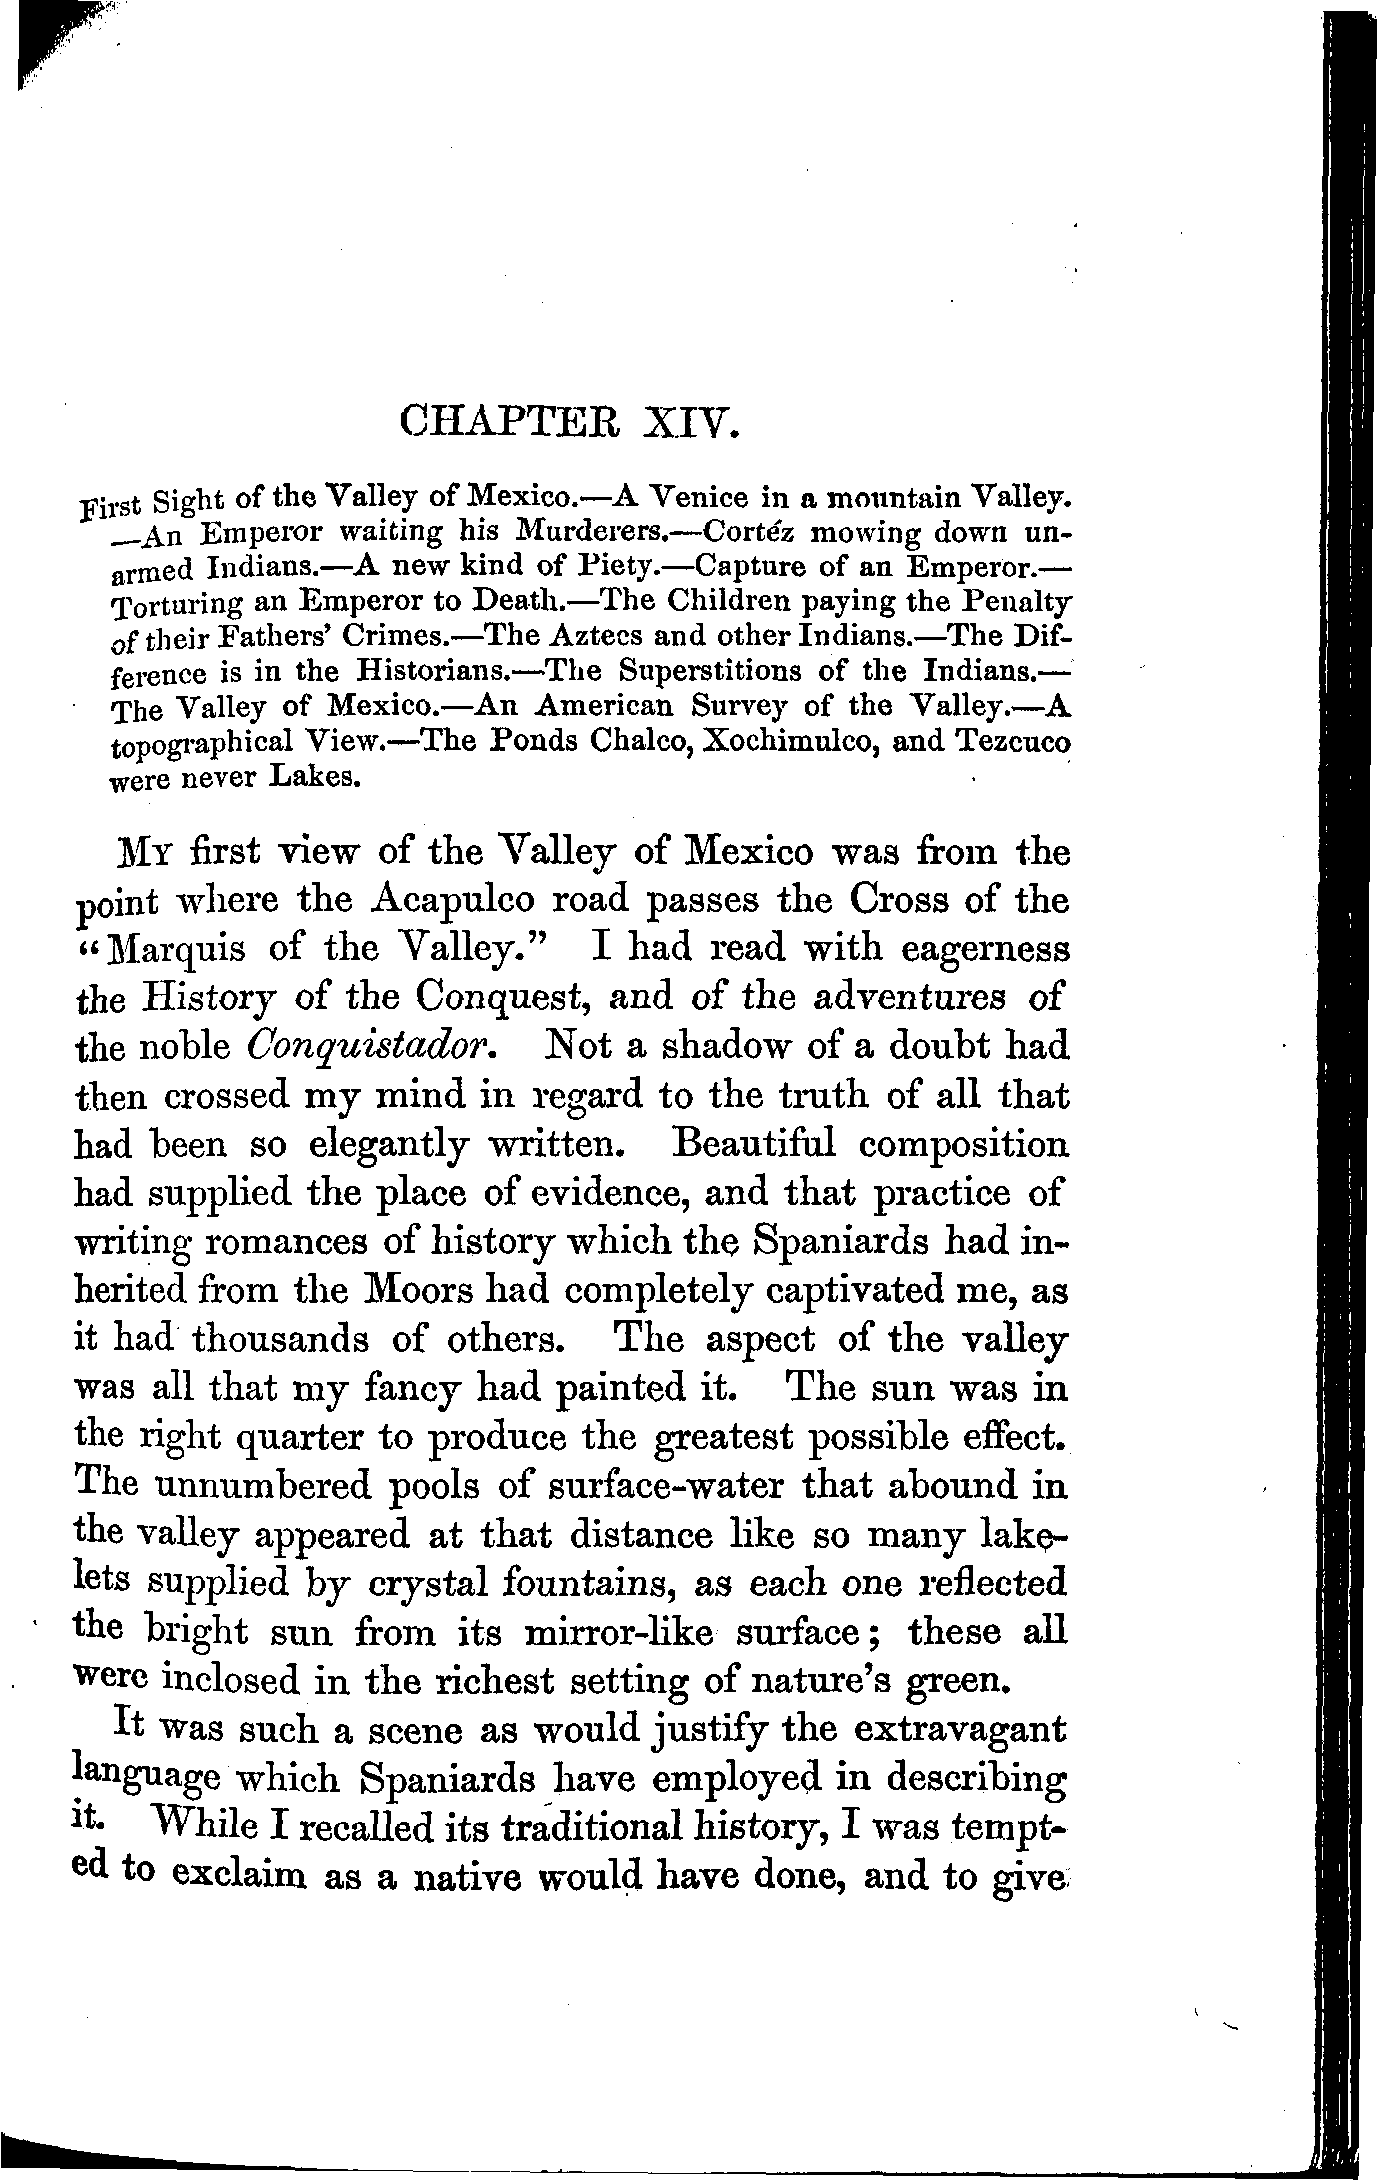 CHAPTER XIV.
First Sight of the Valley of Mexico.—A Venice in a mountain Valley.
—An Emperor waiting his Murderers.—Cortéz mowing down un-
armed Indians.—A new kind of Piety.—Capture of an Emperor.—
Torturing an Emperor to Death.—The Children paying the Penalty
of their Fathers' Crimes.—The Aztecs and other Indians.—The Dif-
ference is in the Historians.—The Superstitions of the Indians.—
The Valley of Mexico.—An American Survey of the Valley.—A
topographical View.—The Ponds Chalco, Xochimulco, and Tezcuco
were never Lakes.
MY first view of the Valley of Mexico was from the
point where the Acapulco road passes the Cross of the
"Marquis of the Valley." I had read with eagerness
the History of the Conquest, and of the adventures of
the noble Conquistador. Not a shadow of a doubt had
then crossed my mind in regard to the truth of all that
had been so elegantly written. Beautiful composition
had supplied the place of evidence, and that practice of
writing romances of history which the Spaniards had in-
herited from the Moors had completely captivated me, as
it had thousands of others. The aspect of the valley
was all that my fancy had painted it. The sun was in
the right quarter to produce the greatest possible effect.
The unnumbered pools of surface-water that abound in
the valley appeared at that distance like so many lake-
lets supplied by crystal fountains, as each one reflected
the bright sun from its mirror-like surface; these all
were inclosed in the richest setting of nature's green.
It was such a scene as would justify the extravagant
language which Spaniards have employed in describing
it. While I recalled its traditional history, I was tempt-
ed to exclaim as a native would have done, and to give